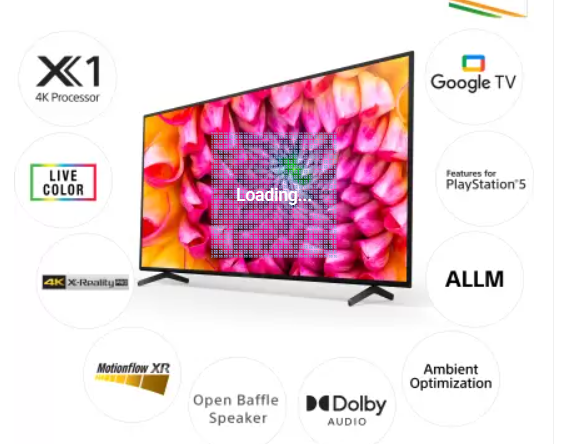 X1
4K Processor
Google TV
LIVE
COLOR
Features for
PlayStation®5
Loading...
4K X-Reality PRO
ALLM
Motionflow XR
Open Baffle
Speaker
Dolby
AUDIO
Ambient
Optimization